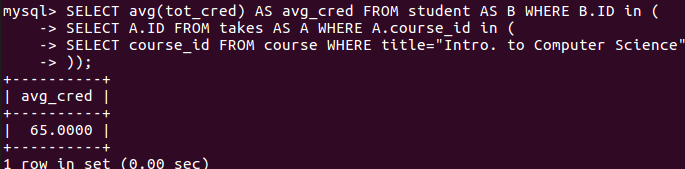 mysql> SELECT avg(tot_cred) AS avg_cred FROM student AS B WHERE B.ID in (
    -> SELECT A.ID FROM takes AS A WHERE A.course_id in (
    -> SELECT course_id FROM course WHERE title="Intro. to Computer Science"
    -> ));
+----------+
| avg_cred |
+----------+
|  65.0000 |
+----------+
1 row in set (0.00 sec)